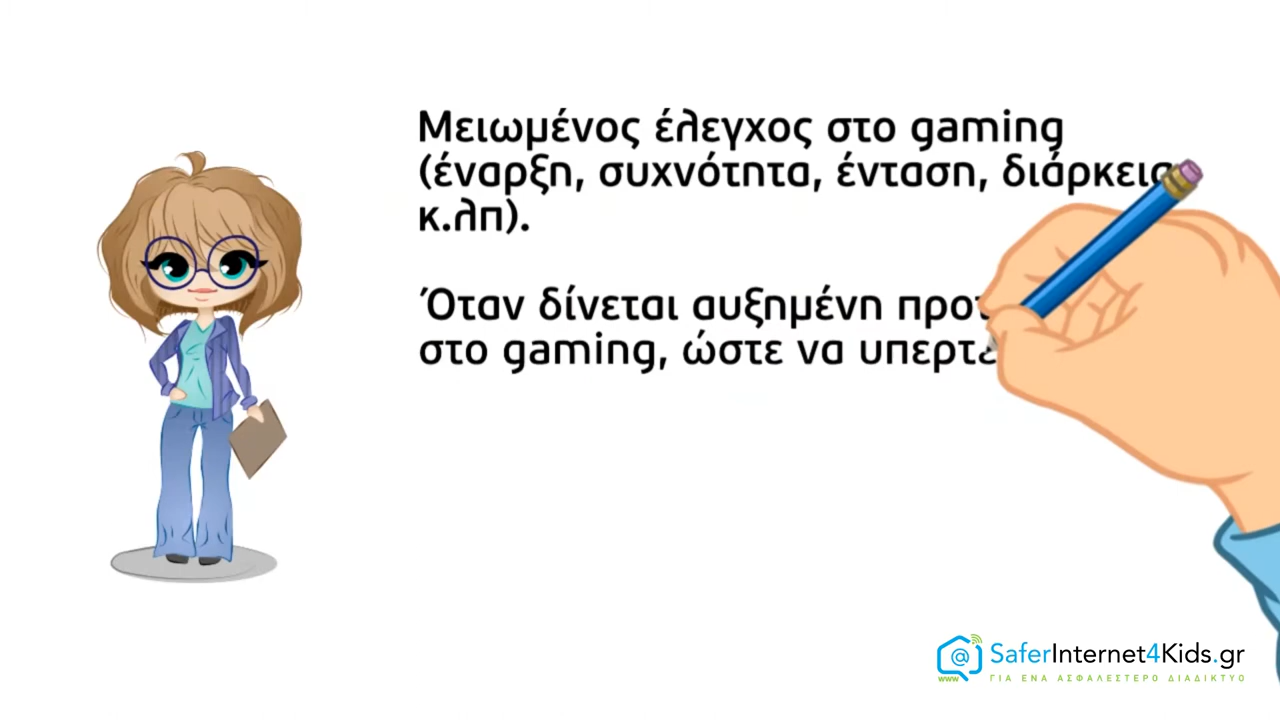 Μειωμένος έλεγχος στο gaming
(έναρξη, συχνότητα, ένταση, διάρκεια
κ.λπ).
Όταν δίνεται αυξημένη
στο gaming, ώστε να
SaferInternet4Kids.gr
www ΓΙΑ ΕΝΑ ΑΣΦΑΛΕΣΤΕΡΟ ΔΙΑΔΙΚΤΥΟ